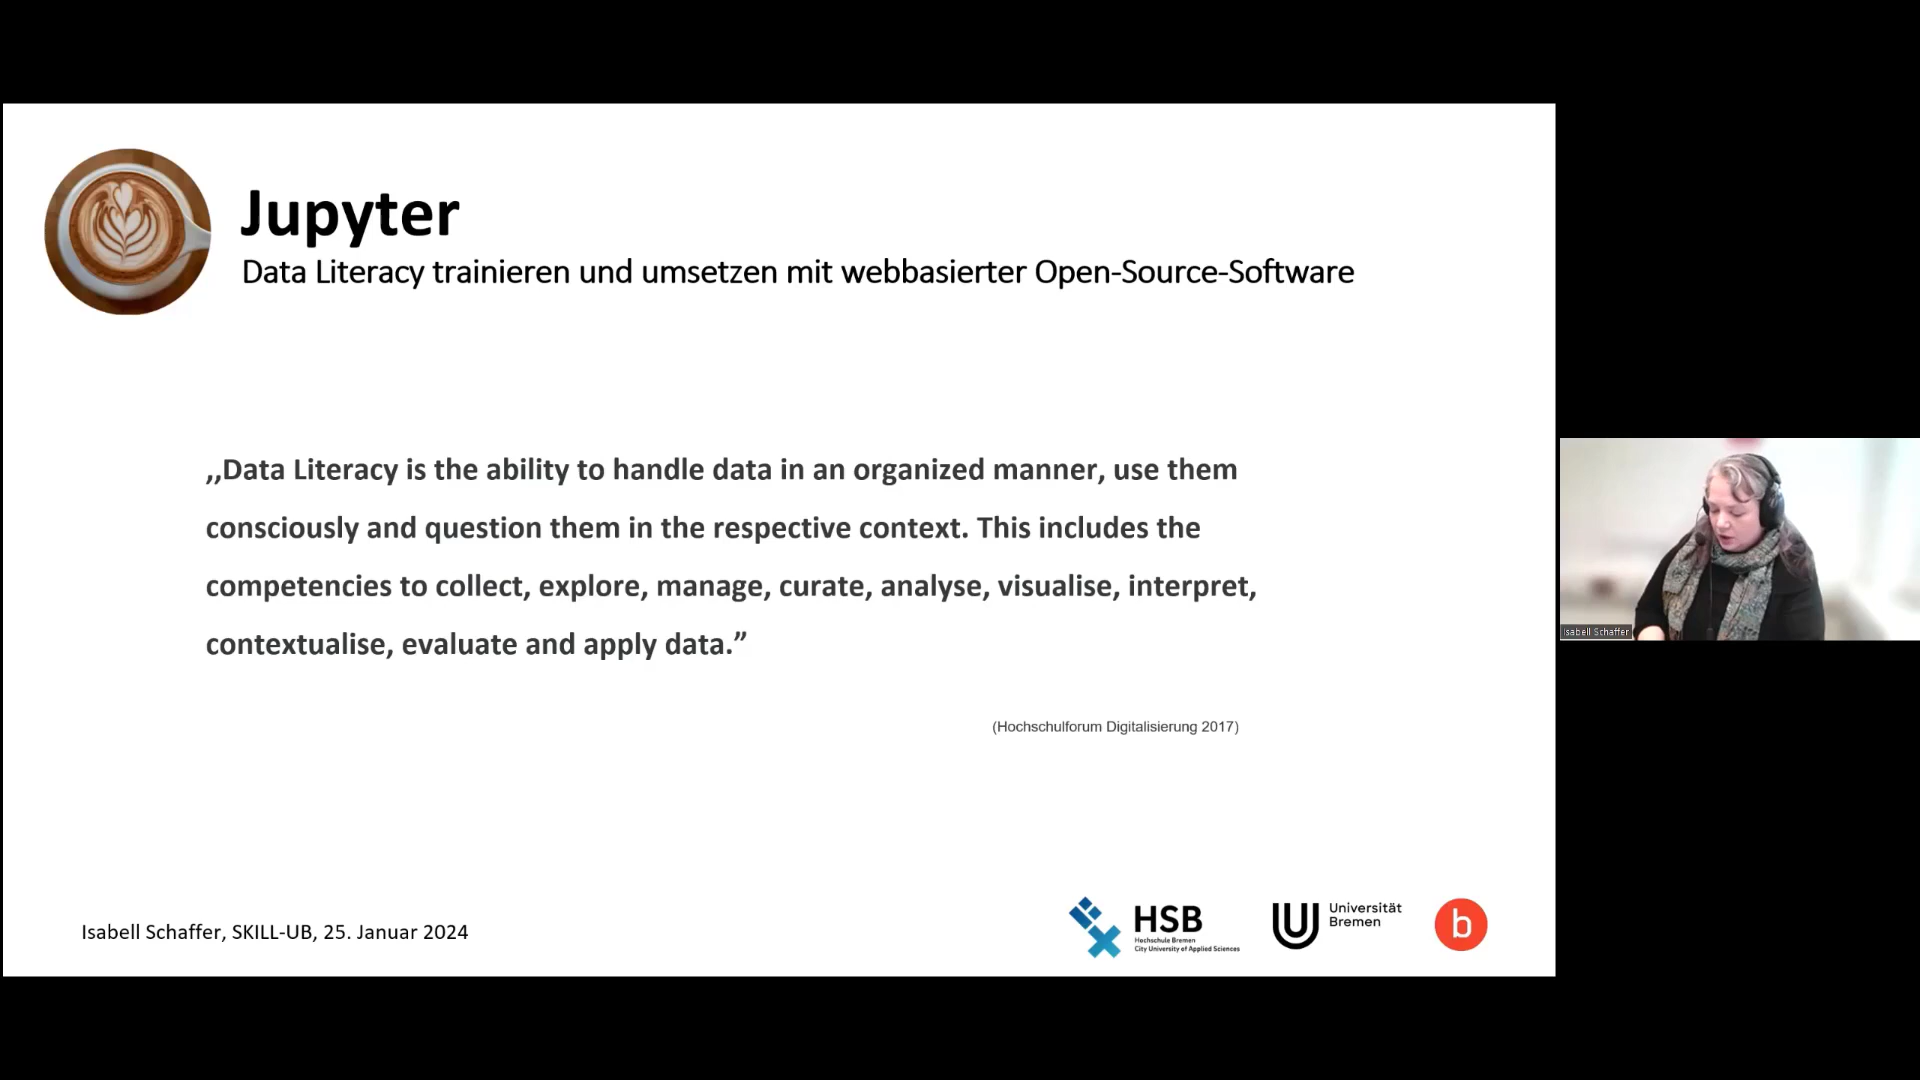 Jupyter
Data Literacy trainieren und umsetzen mit webbasierter Open-Source-Software
,,Data Literacy is the ability to handle data in an organized manner, use them
consciously and question them in the respective context. This includes the
competencies to collect, explore, manage, curate, analyse, visualise, interpret,
contextualise, evaluate and apply data.”
(Hochschulforum Digitalisierung 2017)
Isabell Schaffer
Isabell Schaffer, SKILL-UB, 25. Januar 2024
HSB
Hochschule Bremen
City University of Applied Sciences
Universität
Bremen
b